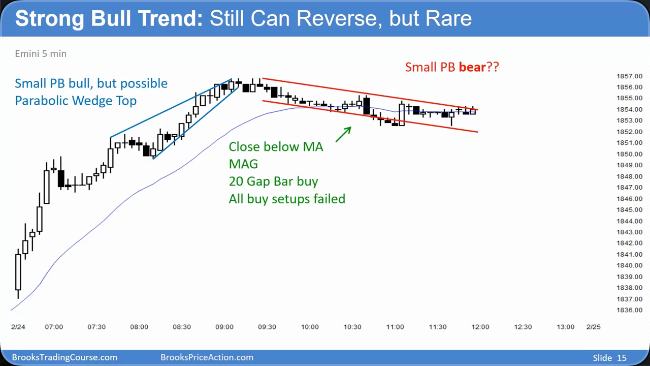 Strong Bull Trend: Still Can Reverse, but Rare
Emini 5 min
Small PB bear??
Small PB bull, but possible
Parabolic Wedge Top
Close below MA
MAG
20 Gap Bar buy
All buy setups failed
1857.00
1856.00
1855.00
1854.00
1853.00
1852.00
1851.00
1850.00
1849.00
1848.00
1847.00
1846.00
1845.00
1844.00
1843.00
1842.00
1841.00
1840.00
1839.00
1838.00
1837.00
1836.00
2/24 07:00 07:30 08:00 08:30 09:00 09:30 10:00 10:30 11:00 11:30 12:00 12:30 13:00 2/25
BrooksTradingCourse.com BrooksPriceAction.com Slide 15